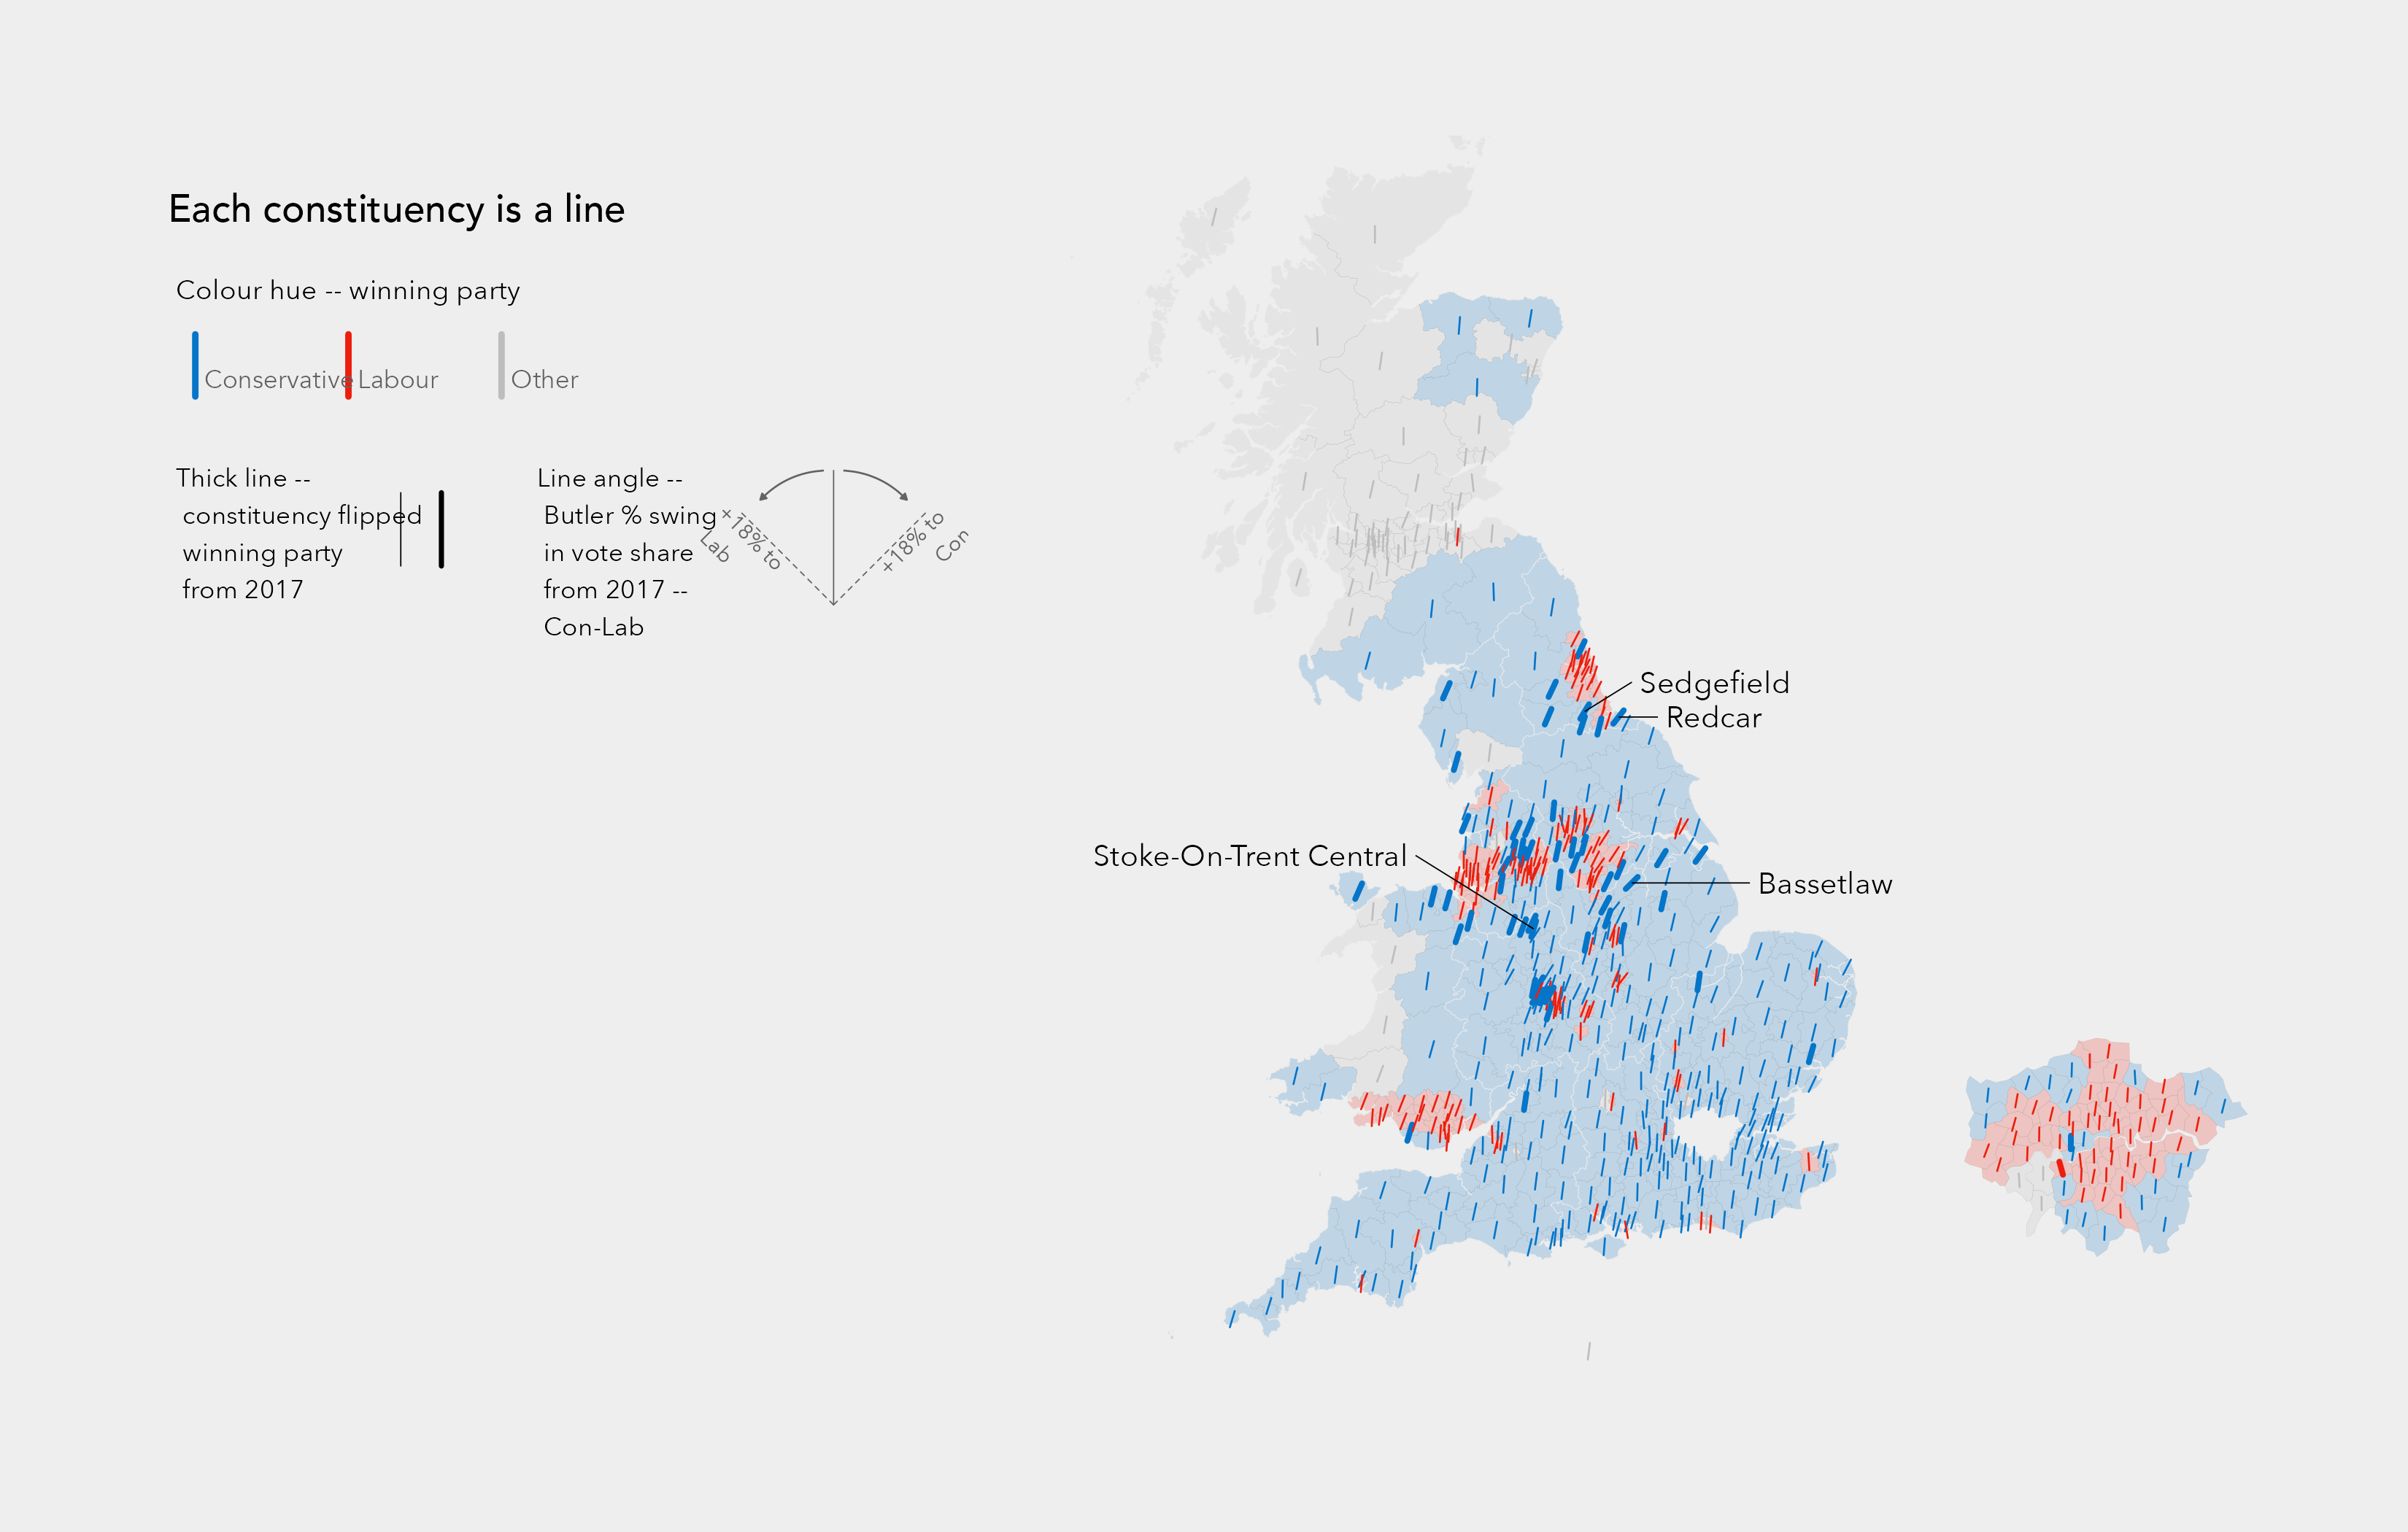 Each constituency is a line
Colour hue -- winning party
Conservative
Labour
Other
Thick line --
constituency flipped
winning party
from 2017
Line angle --
Butler % swing
in vote share
from 2017 --
Con-Lab
+18% to
Lab
+18% to
Con
Sedgefield
Redcar
Stoke-On-Trent Central
Bassetlaw